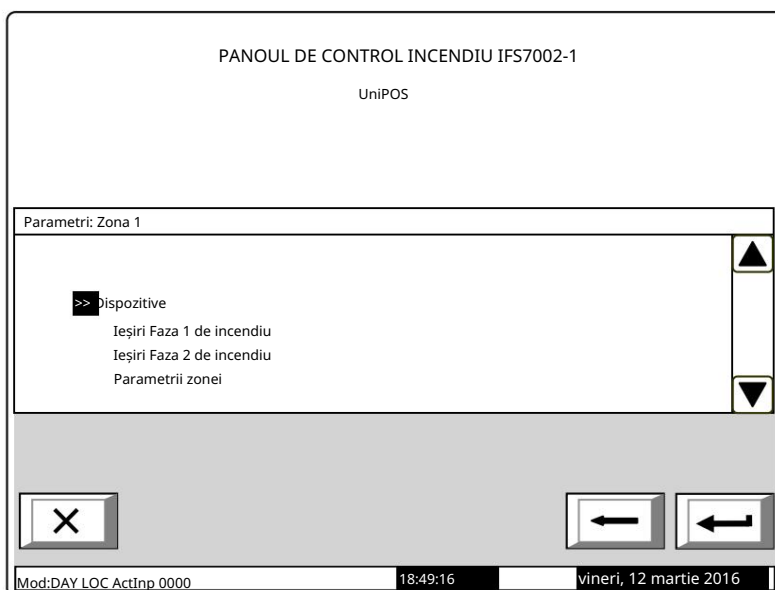 PANOUL DE CONTROL INCENDIU IFS7002-1
UniPOS
Parametri: Zona 1
>> Dispozitive
Ieșiri Faza 1 de incendiu
Ieșiri Faza 2 de incendiu
Parametrii zonei
Mod:DAY LOC ActInp 0000 18:49:16 vineri, 12 martie 2016